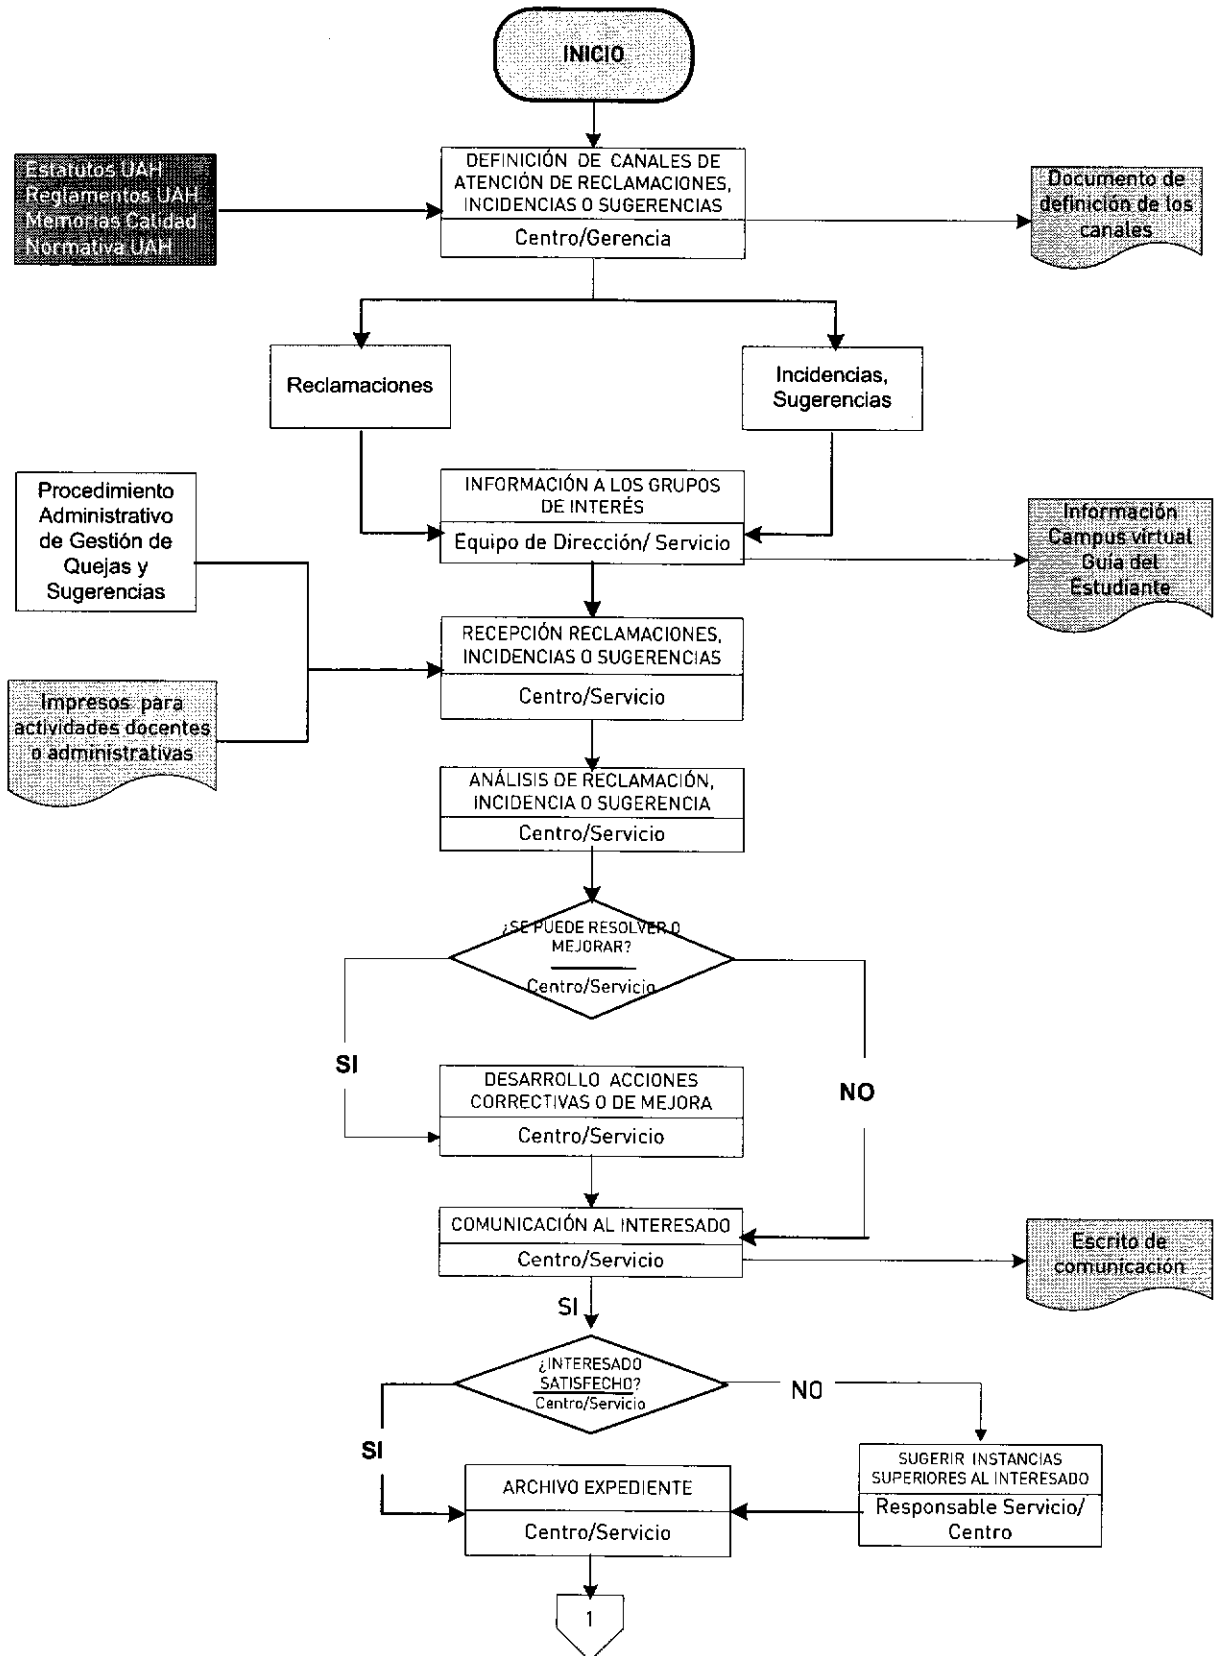 INICIO
Estatutos UAH
Reglamentos UAH
Memorias Calidad
Normativa UAH
DEFINICIÓN DE CANALES DE
ATENCIÓN DE RECLAMACIONES,
INCIDENCIAS O SUGERENCIAS
Centro/Gerencia
Documento de
definición de los
canales
Reclamaciones
Incidencias,
Sugerencias
Procedimiento
Administrativo
de Gestión de
Quejas y
Sugerencias
INFORMACIÓN A LOS GRUPOS
DE INTERÉS
Equipo de Dirección/ Servicio
Información
Campus virtual
Guía del
Estudiante
RECEPCIÓN RECLAMACIONES,
INCIDENCIAS O SUGERENCIAS
Centro/Servicio
Impresos para
actividades docentes
o administrativas
ANÁLISIS DE RECLAMACIÓN,
INCIDENCIA O SUGERENCIA
Centro/Servicio
¿SE PUEDE RESOLVER O
MEJORAR?
Centro/Servicio
SI
NO
DESARROLLO ACCIONES
CORRECTIVAS O DE MEJORA
Centro/Servicio
COMUNICACIÓN AL INTERESADO
Centro/Servicio
Escrito de
comunicación
SI
¿INTERESADO
SATISFECHO?
Centro/Servicio
NO
SI
SUGERIR INSTANCIAS
SUPERIORES AL INTERESADO
Responsable Servicio/
Centro
ARCHIVO EXPEDIENTE
Centro/Servicio
1